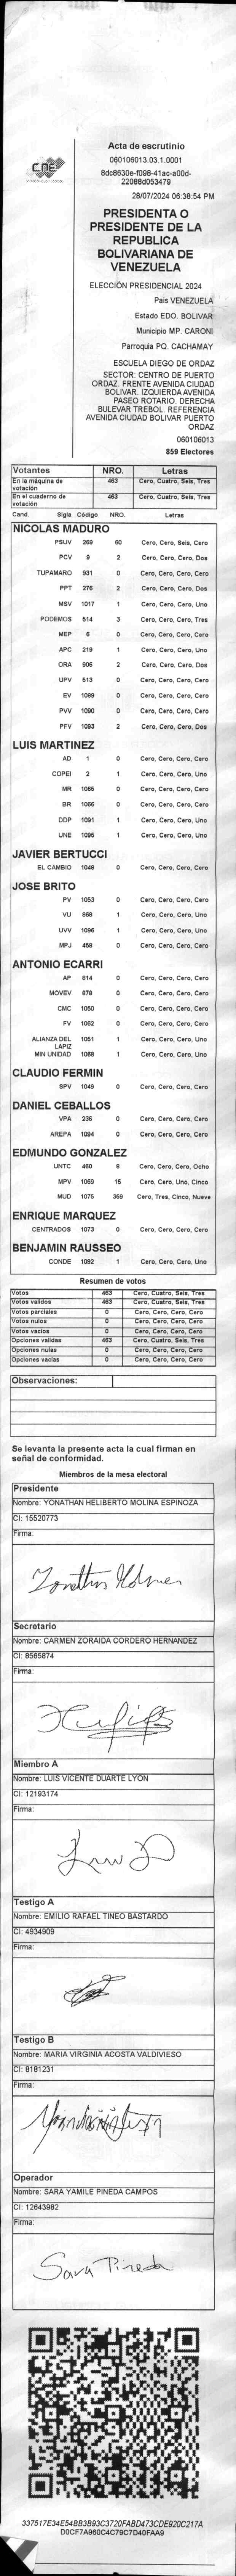 CNE
Acta de escrutinio
060106013.03.1.0001
8dc8630e-f098-41ac-a00d-
22088d053479
28/07/2024 06:38:54 PM
PRESIDENTA O
PRESIDENTE DE LA
REPUBLICA
BOLIVARIANA DE
VENEZUELA
ELECCIÓN PRESIDENCIAL 2024
País VENEZUELA
Estado EDO. BOLIVAR
Municipio MP. CARONI
Parroquia PQ. CACHAMAY
ESCUELA DIEGO DE ORDAZ
SECTOR: CENTRO DE PUERTO
ORDAZ. FRENTE AVENIDA CIUDAD
BOLIVAR. IZQUIERDA AVENIDA
PASEO ROTARIO. DERECHA
BULEVAR TREBOL. REFERENCIA
AVENIDA CIUDAD BOLIVAR PUERTO
ORDAZ
060106013
859 Electores
Votantes NRO. Letras
En la máquina de votación 463 Cero, Cuatro, Seis, Tres
En el cuaderno de votación 463 Cero, Cuatro, Seis, Tres
Cand. Sigla Código NRO. Letras
NICOLAS MADURO
PSUV 269 60 Cero, Cero, Seis, Cero
PCV 9 2 Cero, Cero, Cero, Dos
TUPAMARO 931 0 Cero, Cero, Cero, Cero
PPT 276 2 Cero, Cero, Cero, Dos
MSV 1017 1 Cero, Cero, Cero, Uno
PODEMOS 514 3 Cero, Cero, Cero, Tres
MEP 6 0 Cero, Cero, Cero, Cero
APC 219 1 Cero, Cero, Cero, Uno
ORA 906 2 Cero, Cero, Cero, Dos
UPV 513 0 Cero, Cero, Cero, Cero
EV 1089 0 Cero, Cero, Cero, Cero
PVV 1090 0 Cero, Cero, Cero, Cero
PFV 1093 2 Cero, Cero, Cero, Dos
LUIS MARTINEZ
AD 1 0 Cero, Cero, Cero, Cero
COPEI 2 1 Cero, Cero, Cero, Uno
MR 1065 0 Cero, Cero, Cero, Cero
BR 1066 0 Cero, Cero, Cero, Cero
DDP 1091 1 Cero, Cero, Cero, Uno
UNE 1095 1 Cero, Cero, Cero, Uno
JAVIER BERTUCCI
EL CAMBIO 1048 0 Cero, Cero, Cero, Cero
JOSE BRITO
PV 1053 0 Cero, Cero, Cero, Cero
VU 868 1 Cero, Cero, Cero, Uno
UVV 1096 1 Cero, Cero, Cero, Uno
MPJ 458 0 Cero, Cero, Cero, Cero
ANTONIO ECARRI
AP 814 0 Cero, Cero, Cero, Cero
MOVEV 878 0 Cero, Cero, Cero, Cero
CMC 1050 0 Cero, Cero, Cero, Cero
FV 1062 0 Cero, Cero, Cero, Cero
ALIANZA DEL LAPIZ 1051 1 Cero, Cero, Cero, Uno
MIN UNIDAD 1068 1 Cero, Cero, Cero, Uno
CLAUDIO FERMIN
SPV 1049 0 Cero, Cero, Cero, Cero
DANIEL CEBALLOS
VPA 236 0 Cero, Cero, Cero, Cero
AREPA 1094 0 Cero, Cero, Cero, Cero
EDMUNDO GONZALEZ
UNTC 460 8 Cero, Cero, Cero, Ocho
MPV 1069 15 Cero, Cero, Uno, Cinco
MUD 1075 359 Cero, Tres, Cinco, Nueve
ENRIQUE MARQUEZ
CENTRADOS 1073 0 Cero, Cero, Cero, Cero
BENJAMIN RAUSSEO
CONDE 1092 1 Cero, Cero, Cero, Uno
Resumen de votos
Votos 463 Cero, Cuatro, Seis, Tres
Votos validos 463 Cero, Cuatro, Seis, Tres
Votos parciales 0 Cero, Cero, Cero, Cero
Votos nulos 0 Cero, Cero, Cero, Cero
Votos vacios 0 Cero, Cero, Cero, Cero
Opciones validas 463 Cero, Cuatro, Seis, Tres
Opciones nulas 0 Cero, Cero, Cero, Cero
Opciones vacias 0 Cero, Cero, Cero, Cero
Observaciones:
Se levanta la presente acta la cual firman en
señal de conformidad.
Miembros de la mesa electoral
Presidente
Nombre: YONATHAN HELIBERTO MOLINA ESPINOZA
CI: 15520773
Firma:
Secretario
Nombre: CARMEN ZORAIDA CORDERO HERNANDEZ
CI: 8565874
Firma:
Miembro A
Nombre: LUIS VICENTE DUARTE LYON
CI: 12193174
Firma:
Testigo A
Nombre: EMILIO RAFAEL TINEO BASTARDO
CI: 4934909
Firma:
Testigo B
Nombre: MARIA VIRGINIA ACOSTA VALDIVIESO
CI: 8181231
Firma:
Operador
Nombre: SARA YAMILE PINEDA CAMPOS
CI: 12643982
Firma:
Sara Pineda
337517E34E54BB3B93C3720FABD473CDE920C217A
D0CF7A960C4C79C7D40FAA9